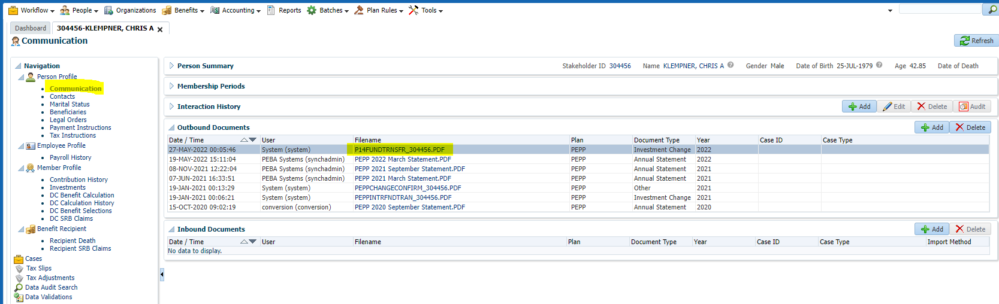 Workflow People Organizations Benefits Accounting Reports Batches Plan Rules Tools
Dashboard 304456-KLEMPNER, CHRIS A
Communication Refresh
Navigation
Person Profile
Communication
Contacts
Marital Status
Beneficiaries
Legal Orders
Payment Instructions
Tax Instructions
Employee Profile
Payroll History
Member Profile
Contribution History
Investments
DC Benefit Calculation
DC Calculation History
DC Benefit Selections
DC SRB Claims
Benefit Recipient
Recipient Death
Recipient SRB Claims
Cases
Tax Slips
Tax Adjustments
Data Audit Search
Data Validations
Person Summary Stakeholder ID 304456 Name KLEMPNER, CHRIS A Gender Male Date of Birth 25-JUL-1979 Age 42.85 Date of Death
Membership Periods
Interaction History Add Edit Delete Audit
Outbound Documents Add Delete
Date / Time User Filename Plan Document Type Year Case ID Case Type
27-MAY-2022 00:05:46 System (system) P14FUNDTRNSFR_304456.PDF PEPP Investment Change 2022
19-MAY-2022 15:11:04 PEBA Systems (synchadmin) PEPP 2022 March Statement.PDF PEPP Annual Statement 2022
08-NOV-2021 12:22:04 PEBA Systems (synchadmin) PEPP 2021 September Statement.PDF PEPP Annual Statement 2021
07-JUN-2021 16:33:51 PEBA Systems (synchadmin) PEPP 2021 March Statement.PDF PEPP Annual Statement 2021
19-JAN-2021 00:13:29 System (system) PEPPCHANGECONFIRM_304456.PDF PEPP Other 2021
19-JAN-2021 00:06:21 System (system) PEPPINTRFNDTRAN_304456.PDF PEPP Investment Change 2021
15-OCT-2020 09:02:19 conversion (conversion) PEPP 2020 September Statement.PDF PEPP Annual Statement 2020
Inbound Documents Add Delete
Date / Time User Filename Plan Document Type Year Case ID Case Type Import Method
No data to display.